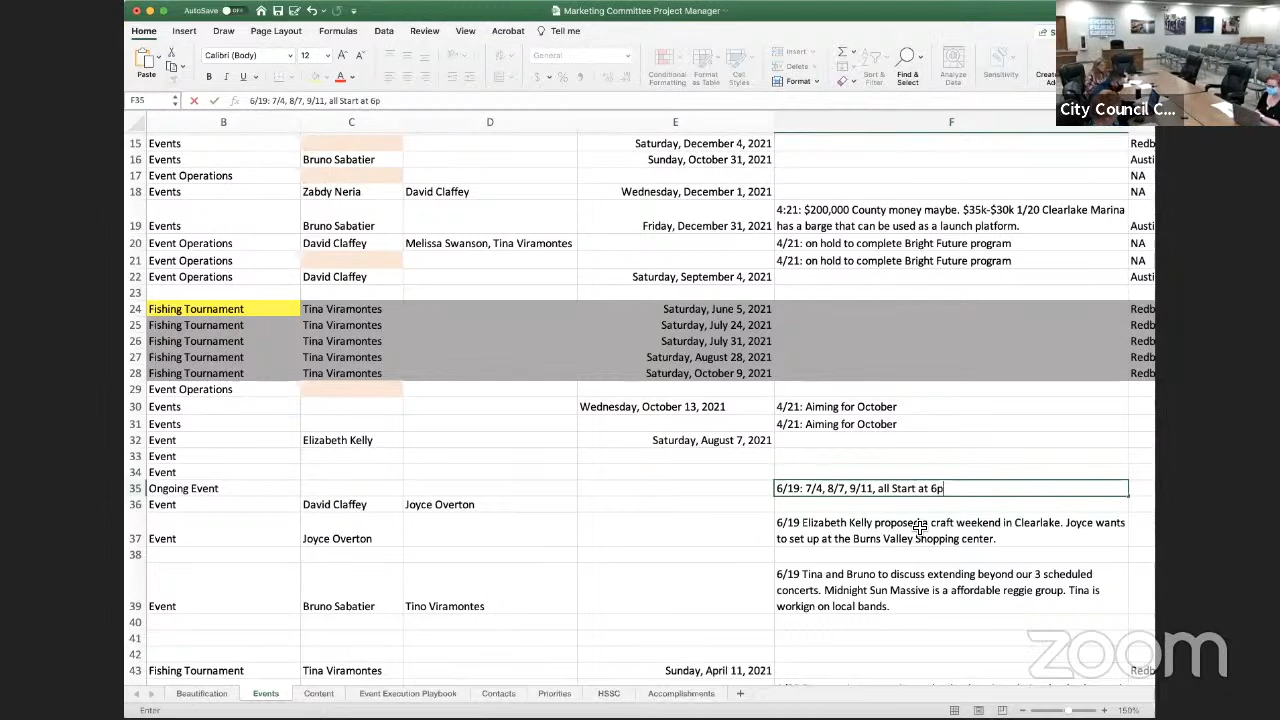 AutoSave OFF
Marketing Committee Project Manager
Home Insert Draw Page Layout Formulas Data Review View Acrobat Tell me
Paste
Calibri (Body) 12
General
B I U
Conditional Formatting
Format as Table
Cell Styles
Insert
Delete
Format
Sort & Filter
Find & Select
Analyze Data
Sensitivity
City Council C...
F35 fx 6/19: 7/4, 8/7, 9/11, all Start at 6p
B C D E F
15 Events Saturday, December 4, 2021 Redb
16 Events Bruno Sabatier Sunday, October 31, 2021 Austi
17 Event Operations NA
18 Events Zabdy Neria David Claffey Wednesday, December 1, 2021 NA
4:21: $200,000 County money maybe. $35k-$30k 1/20 Clearlake Marina
19 Events Bruno Sabatier Friday, December 31, 2021 has a barge that can be used as a launch platform. Austi
20 Event Operations David Claffey Melissa Swanson, Tina Viramontes 4/21: on hold to complete Bright Future program NA
21 Event Operations 4/21: on hold to complete Bright Future program NA
22 Event Operations David Claffey Saturday, September 4, 2021 Austi
23
24 Fishing Tournament Tina Viramontes Saturday, June 5, 2021 Redb
25 Fishing Tournament Tina Viramontes Saturday, July 24, 2021 Redb
26 Fishing Tournament Tina Viramontes Saturday, July 31, 2021 Redb
27 Fishing Tournament Tina Viramontes Saturday, August 28, 2021 Redb
28 Fishing Tournament Tina Viramontes Saturday, October 9, 2021 Redb
29 Event Operations
30 Events Wednesday, October 13, 2021 4/21: Aiming for October
31 Events 4/21: Aiming for October
32 Event Elizabeth Kelly Saturday, August 7, 2021
33 Event
34 Event
35 Ongoing Event 6/19: 7/4, 8/7, 9/11, all Start at 6p
36 Event David Claffey Joyce Overton
6/19 Elizabeth Kelly proposed a craft weekend in Clearlake. Joyce wants
37 Event Joyce Overton to set up at the Burns Valley Shopping center.
38
6/19 Tina and Bruno to discuss extending beyond our 3 scheduled
concerts. Midnight Sun Massive is a affordable reggie group. Tina is
39 Event Bruno Sabatier Tino Viramontes workign on local bands.
40
41
42
43 Fishing Tournament Tina Viramontes Sunday, April 11, 2021 Redb
zoom
Beautification Events Content Event Execution Playbook Contacts Priorities HSSC Accomplishments +
Enter 150%